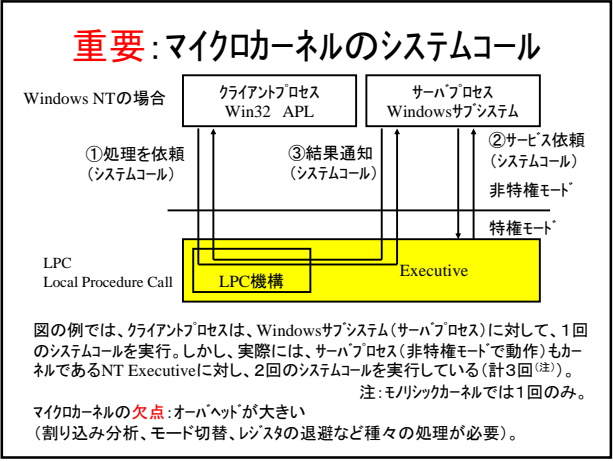 重要:マイクロカーネルのシステムコール
Windows NTの場合
クライアントプロセス
Win32 APL
サーバプロセス
Windowsサブシステム
①処理を依頼
(システムコール)
③結果通知
(システムコール)
②サービス依頼
(システムコール)
非特権モード
特権モード
LPC
Local Procedure Call
LPC機構
Executive
図の例では、クライアントプロセスは、Windowsサブシステム(サーバプロセス)に対して、1回
のシステムコールを実行。しかし、実際には、サーバプロセス(非特権モードで動作)もカー
ネルであるNT Executiveに対し、2回のシステムコールを実行している(計3回(注))。
注:モノリシックカーネルでは1回のみ。
マイクロカーネルの欠点:オーバヘッドが大きい
(割り込み分析、モード切替、レジスタの退避など種々の処理が必要)。